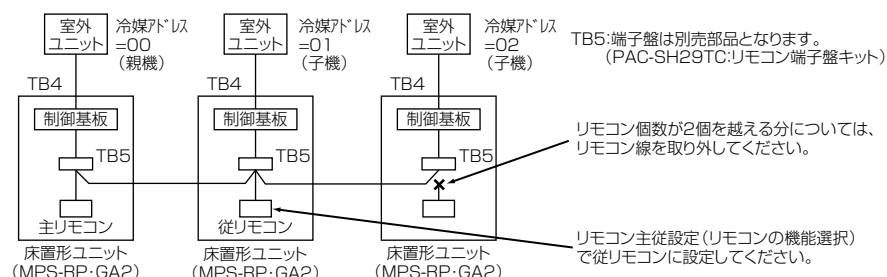 室外
ユニット
冷媒アドレス
=00
(親機)
室外
ユニット
冷媒アドレス
=01
(子機)
室外
ユニット
冷媒アドレス
=02
(子機)
TB5:端子盤は別売部品となります。
(PAC-SH29TC:リモコン端子盤キット)
TB4
TB4
TB4
制御基板
制御基板
制御基板
TB5
TB5
TB5
リモコン個数が2個を越える分については、
リモコン線を取り外してください。
主リモコン
従リモコン
リモコン主従設定(リモコンの機能選択)
で従リモコンに設定してください。
床置形ユニット
(MPS-RP・GA2)
床置形ユニット
(MPS-RP・GA2)
床置形ユニット
(MPS-RP・GA2)